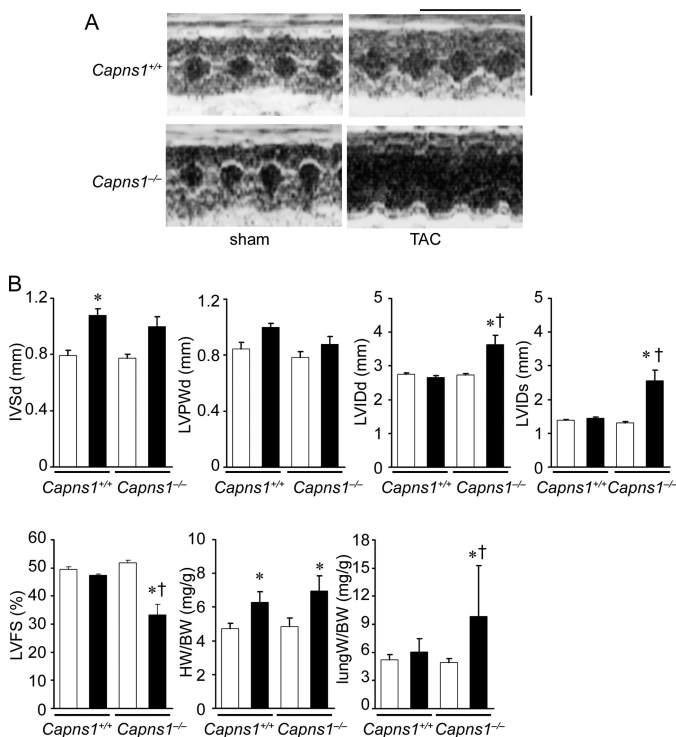 A
Capns1+/+
Capns1–/–
sham TAC
B
IVSd (mm)
1.2
0.8
0.4
0
*
Capns1+/+ Capns1–/–
LVPWd (mm)
1.2
0.8
0.4
0
Capns1+/+ Capns1–/–
LVIDd (mm)
5
4
3
2
1
0
*†
Capns1+/+ Capns1–/–
LVIDs (mm)
5
4
3
2
1
0
*†
Capns1+/+ Capns1–/–
LVFS (%)
60
50
40
30
20
10
0
*†
Capns1+/+ Capns1–/–
HW/BW (mg/g)
10
8
6
4
2
0
* *
Capns1+/+ Capns1–/–
lungW/BW (mg/g)
18
15
12
9
6
3
0
*†
Capns1+/+ Capns1–/–